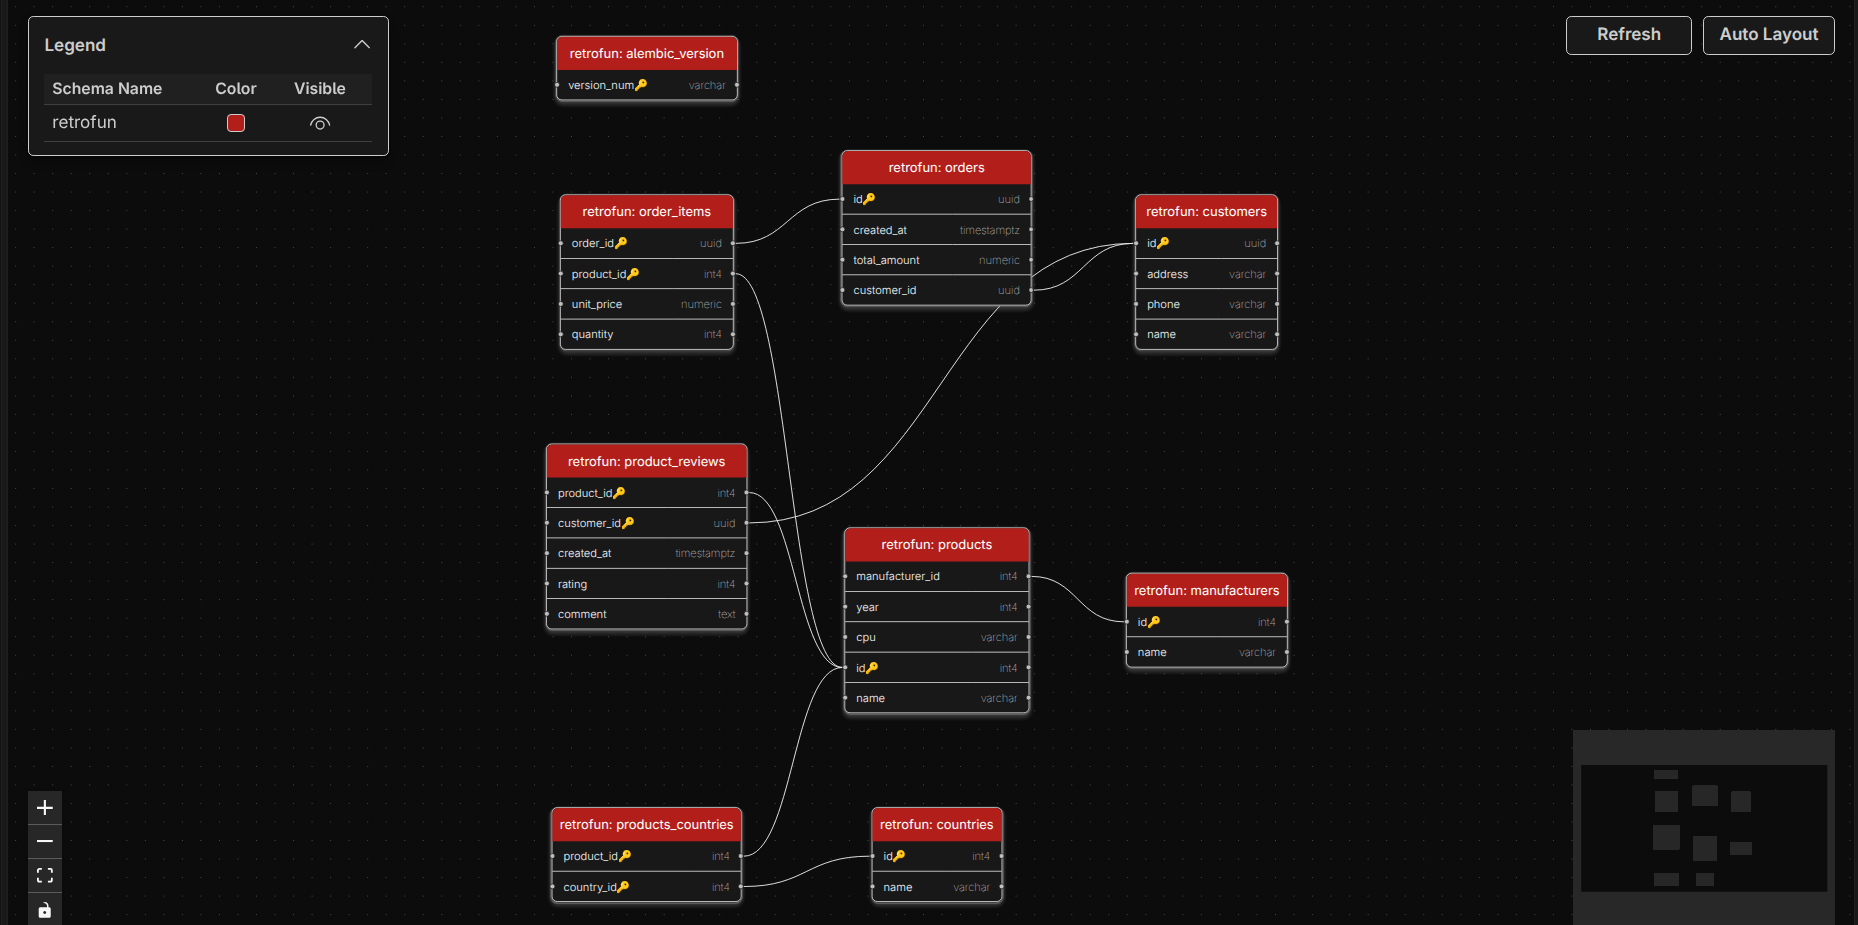 Legend
Schema Name Color Visible
retrofun
Refresh
Auto Layout
retrofun: alembic_version
version_num varchar
retrofun: orders
id uuid
created_at timestamptz
total_amount numeric
customer_id uuid
retrofun: order_items
order_id uuid
product_id int4
unit_price numeric
quantity int4
retrofun: customers
id uuid
address varchar
phone varchar
name varchar
retrofun: product_reviews
product_id int4
customer_id uuid
created_at timestamptz
rating int4
comment text
retrofun: products
manufacturer_id int4
year int4
cpu varchar
id int4
name varchar
retrofun: manufacturers
id int4
name varchar
retrofun: products_countries
product_id int4
country_id int4
retrofun: countries
id int4
name varchar